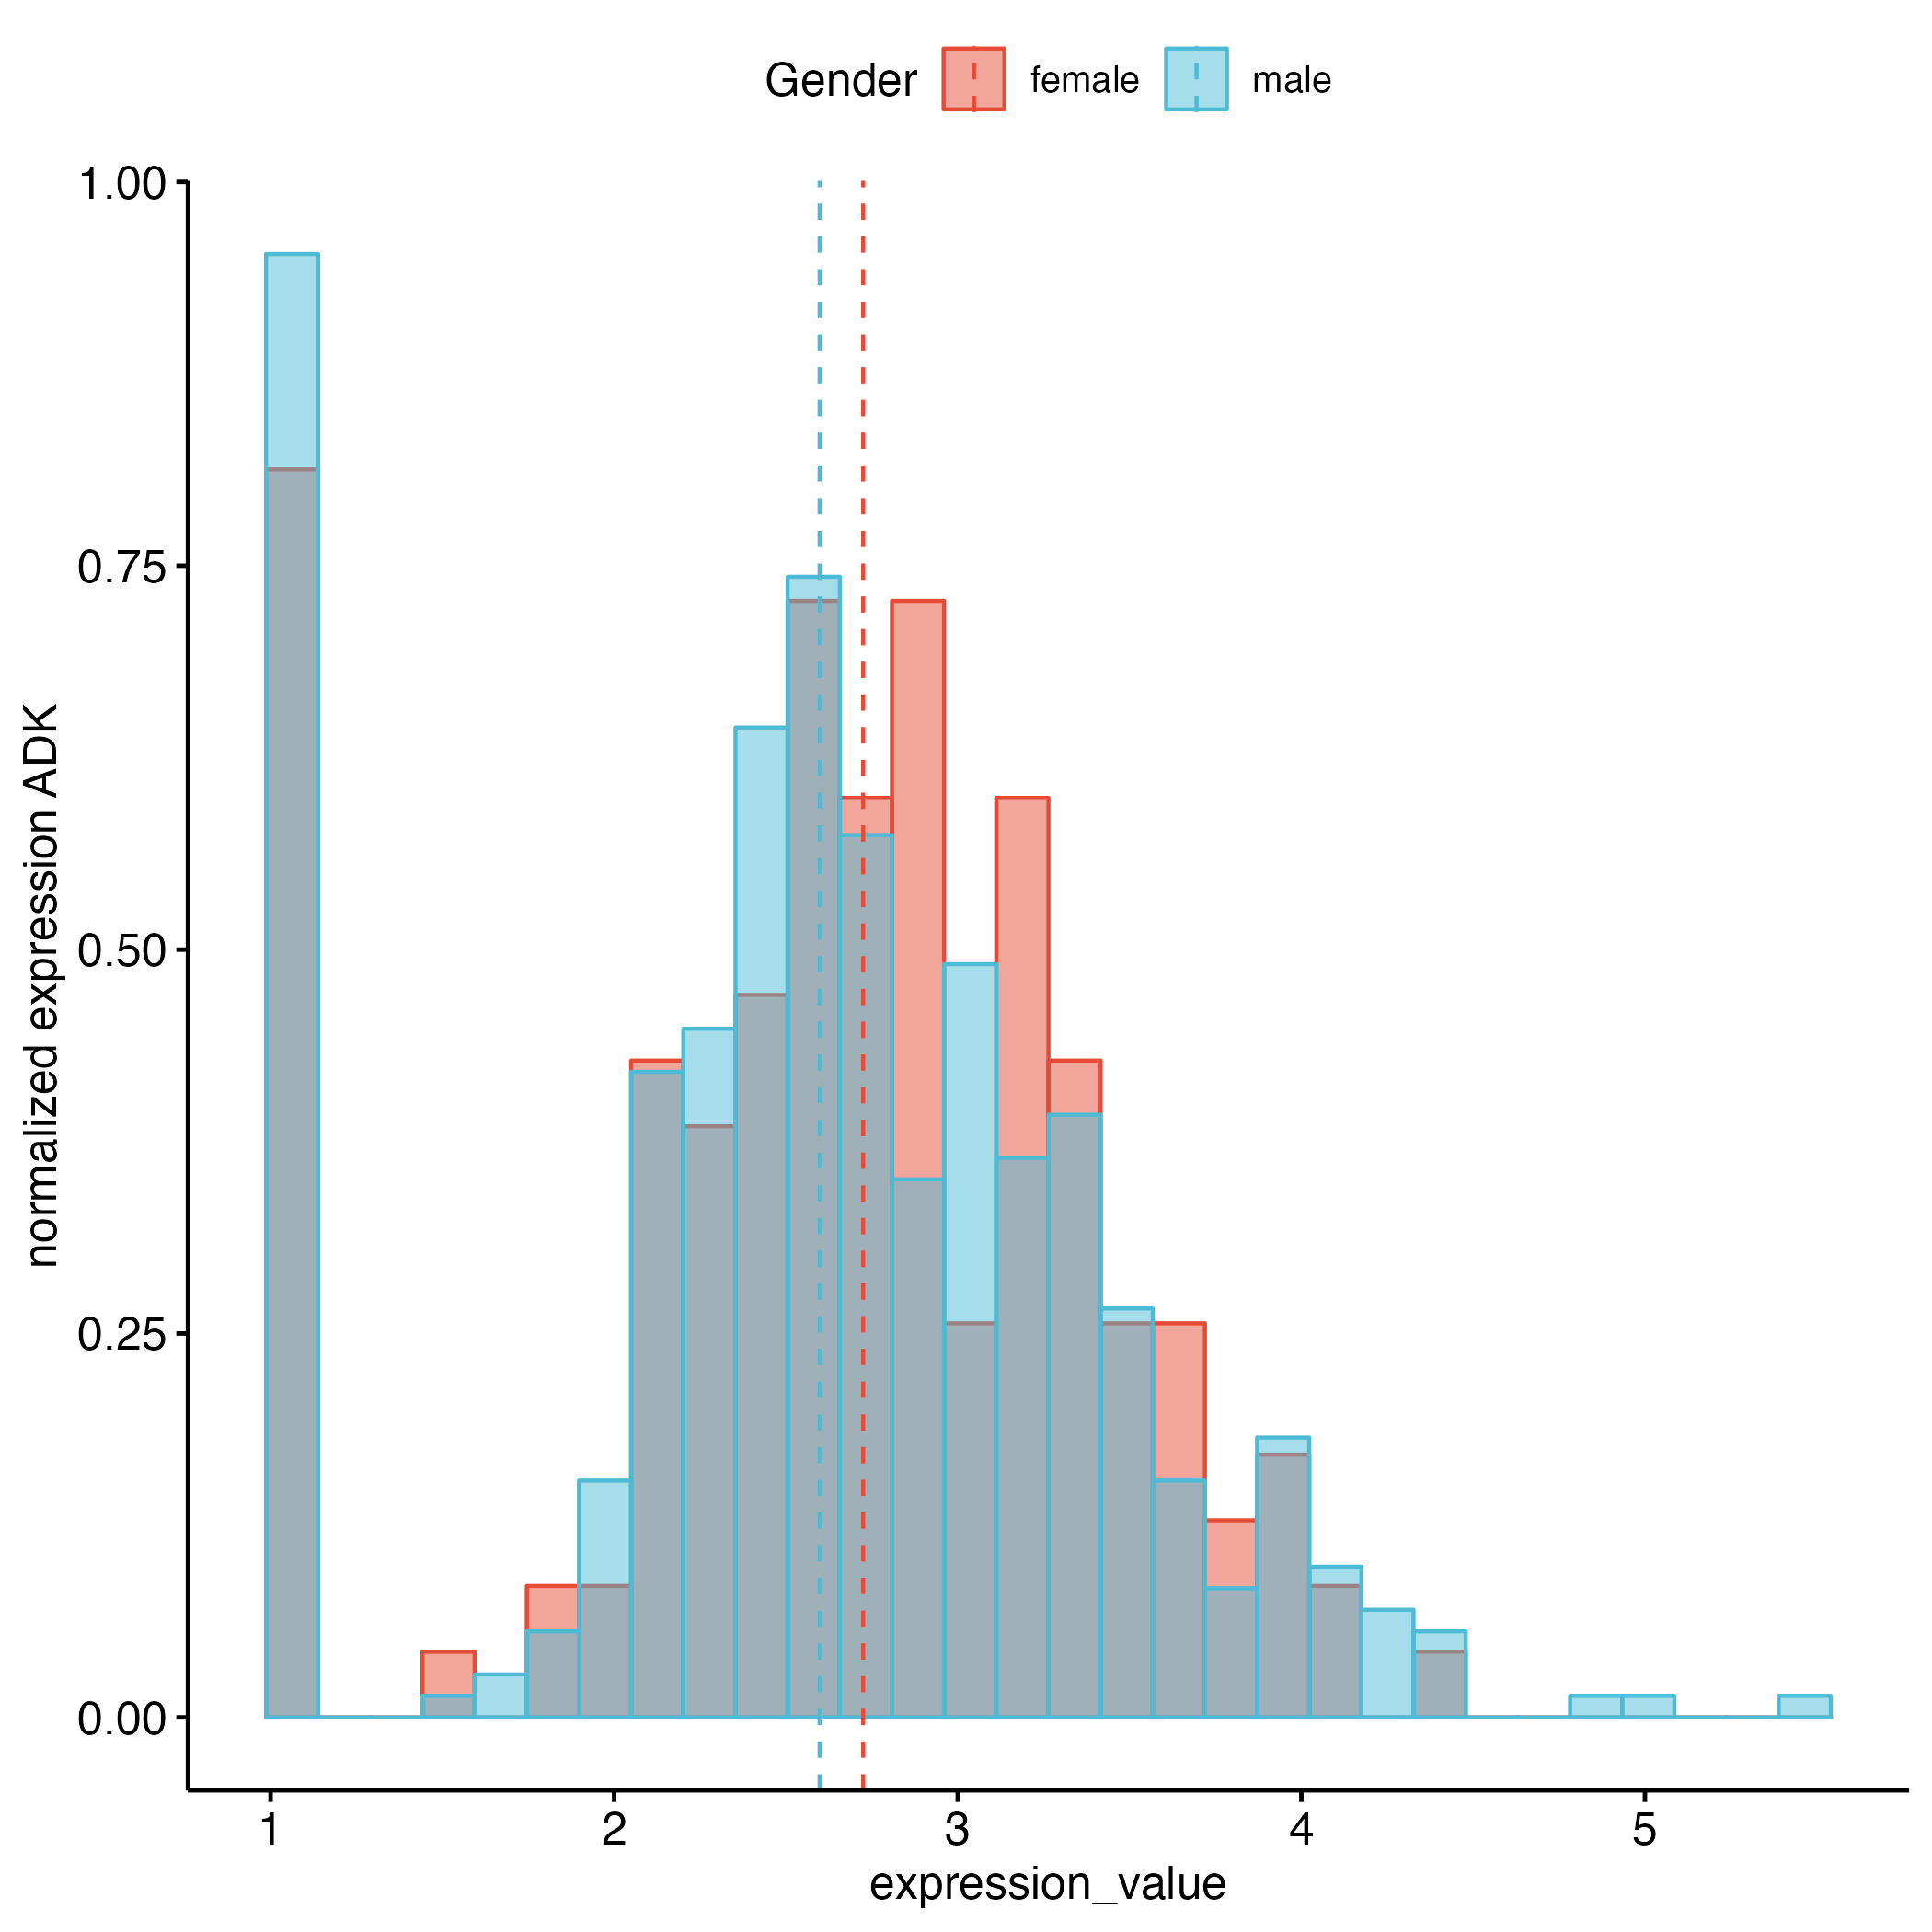 Gender female male
1.00
0.75
0.50
0.25
0.00
normalized expression ADK
1 2 3 4 5
expression_value